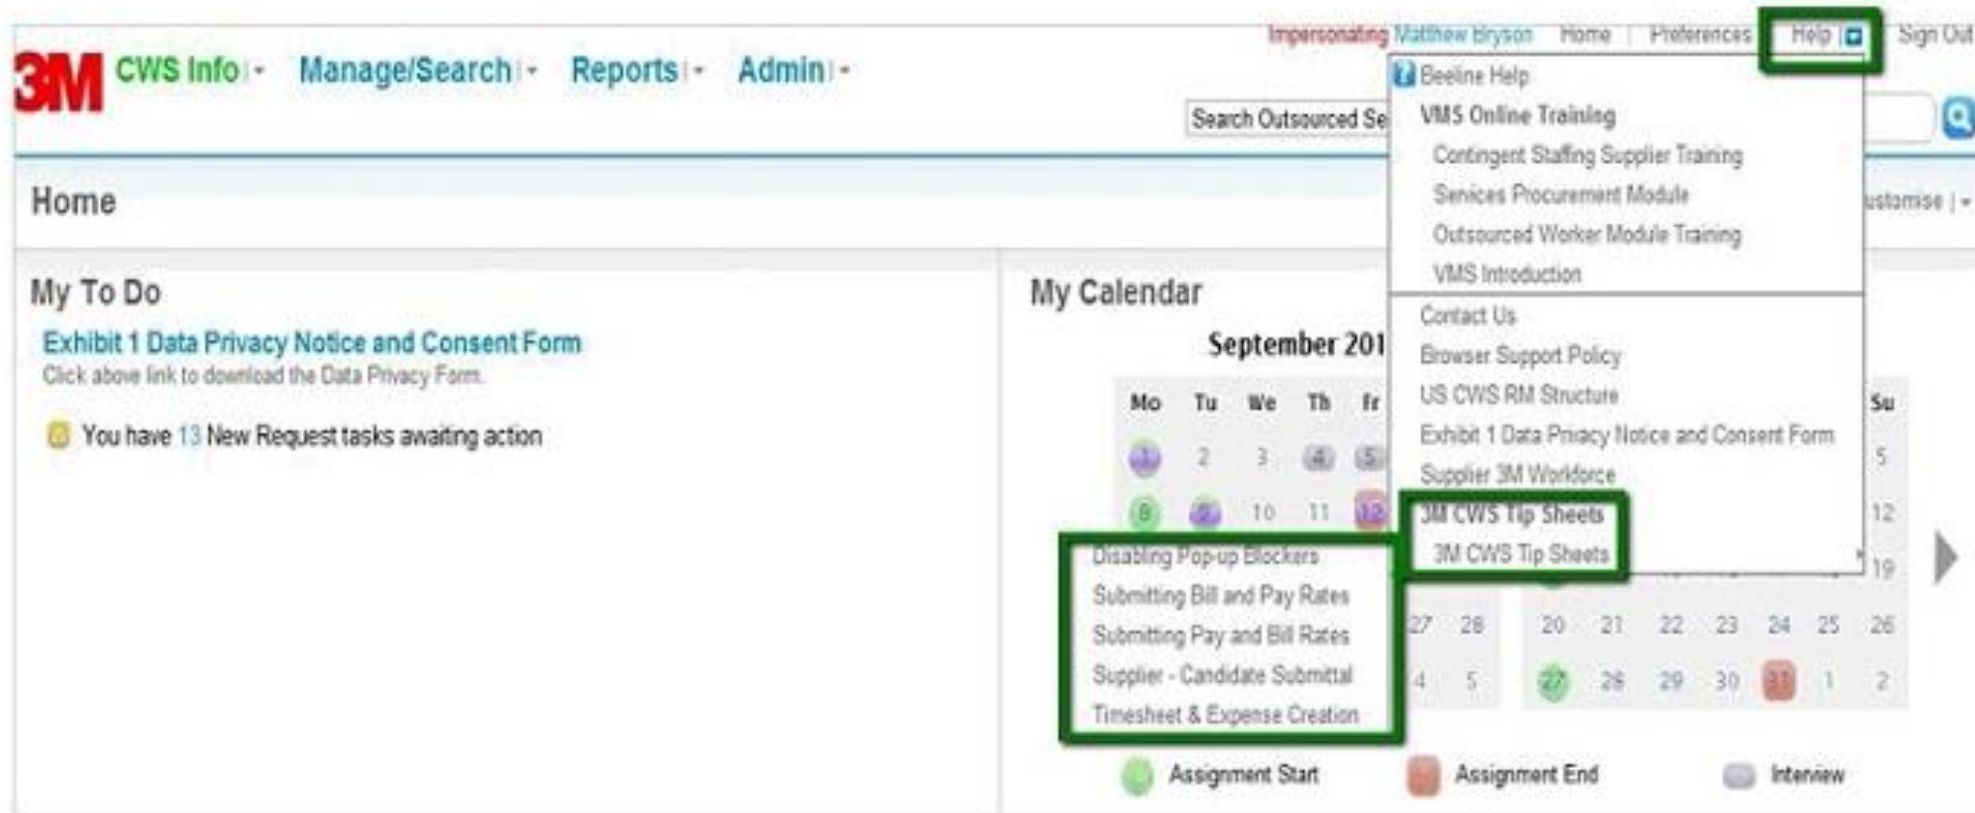 Impersonating Matthew Bryson Home | Preferences Help Sign Out
3M CWS Info Manage/Search Reports Admin
Search Outsourced Se
Beeline Help
VMS Online Training
Contingent Staffing Supplier Training
Services Procurement Module
Outsourced Worker Module Training
VMS Introduction
Contact Us
Browser Support Policy
US CWS RM Structure
Exhibit 1 Data Privacy Notice and Consent Form
Supplier 3M Workforce
3M CWS Tip Sheets
3M CWS Tip Sheets
Disabling Pop-up Blockers
Submitting Bill and Pay Rates
Submitting Pay and Bill Rates
Supplier - Candidate Submittal
Timesheet & Expense Creation
Home
ustomise
My To Do
Exhibit 1 Data Privacy Notice and Consent Form
Click above link to download the Data Privacy Form.
You have 13 New Request tasks awaiting action
My Calendar
September 201
Mo Tu We Th Fr Su
1 2 3 4 5 5
8 9 10 11 12 12
19
27 28 20 21 22 23 24 25 26
4 5 27 28 29 30 31 1 2
Assignment Start Assignment End Interview